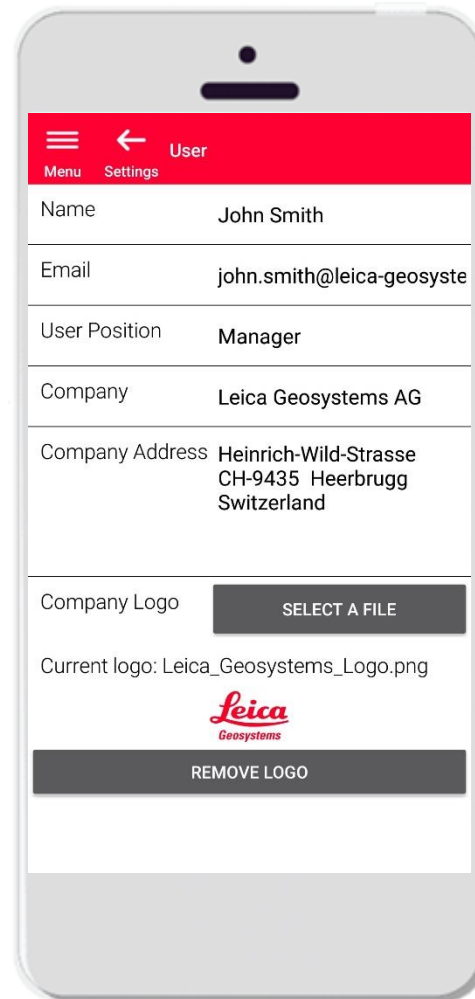 User
Menu Settings
Name John Smith
Email john.smith@leica-geosyste
User Position Manager
Company Leica Geosystems AG
Company Address Heinrich-Wild-Strasse
CH-9435 Heerbrugg
Switzerland
Company Logo SELECT A FILE
Current logo: Leica_Geosystems_Logo.png
Leica
Geosystems
REMOVE LOGO